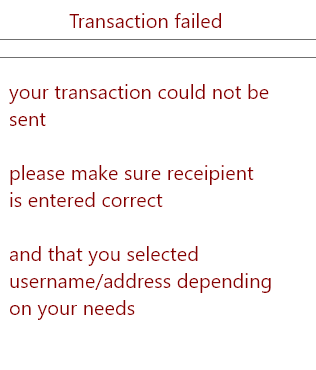 Transaction failed
your transaction could not be
sent
please make sure receipient
is entered correct
and that you selected
username/address depending
on your needs